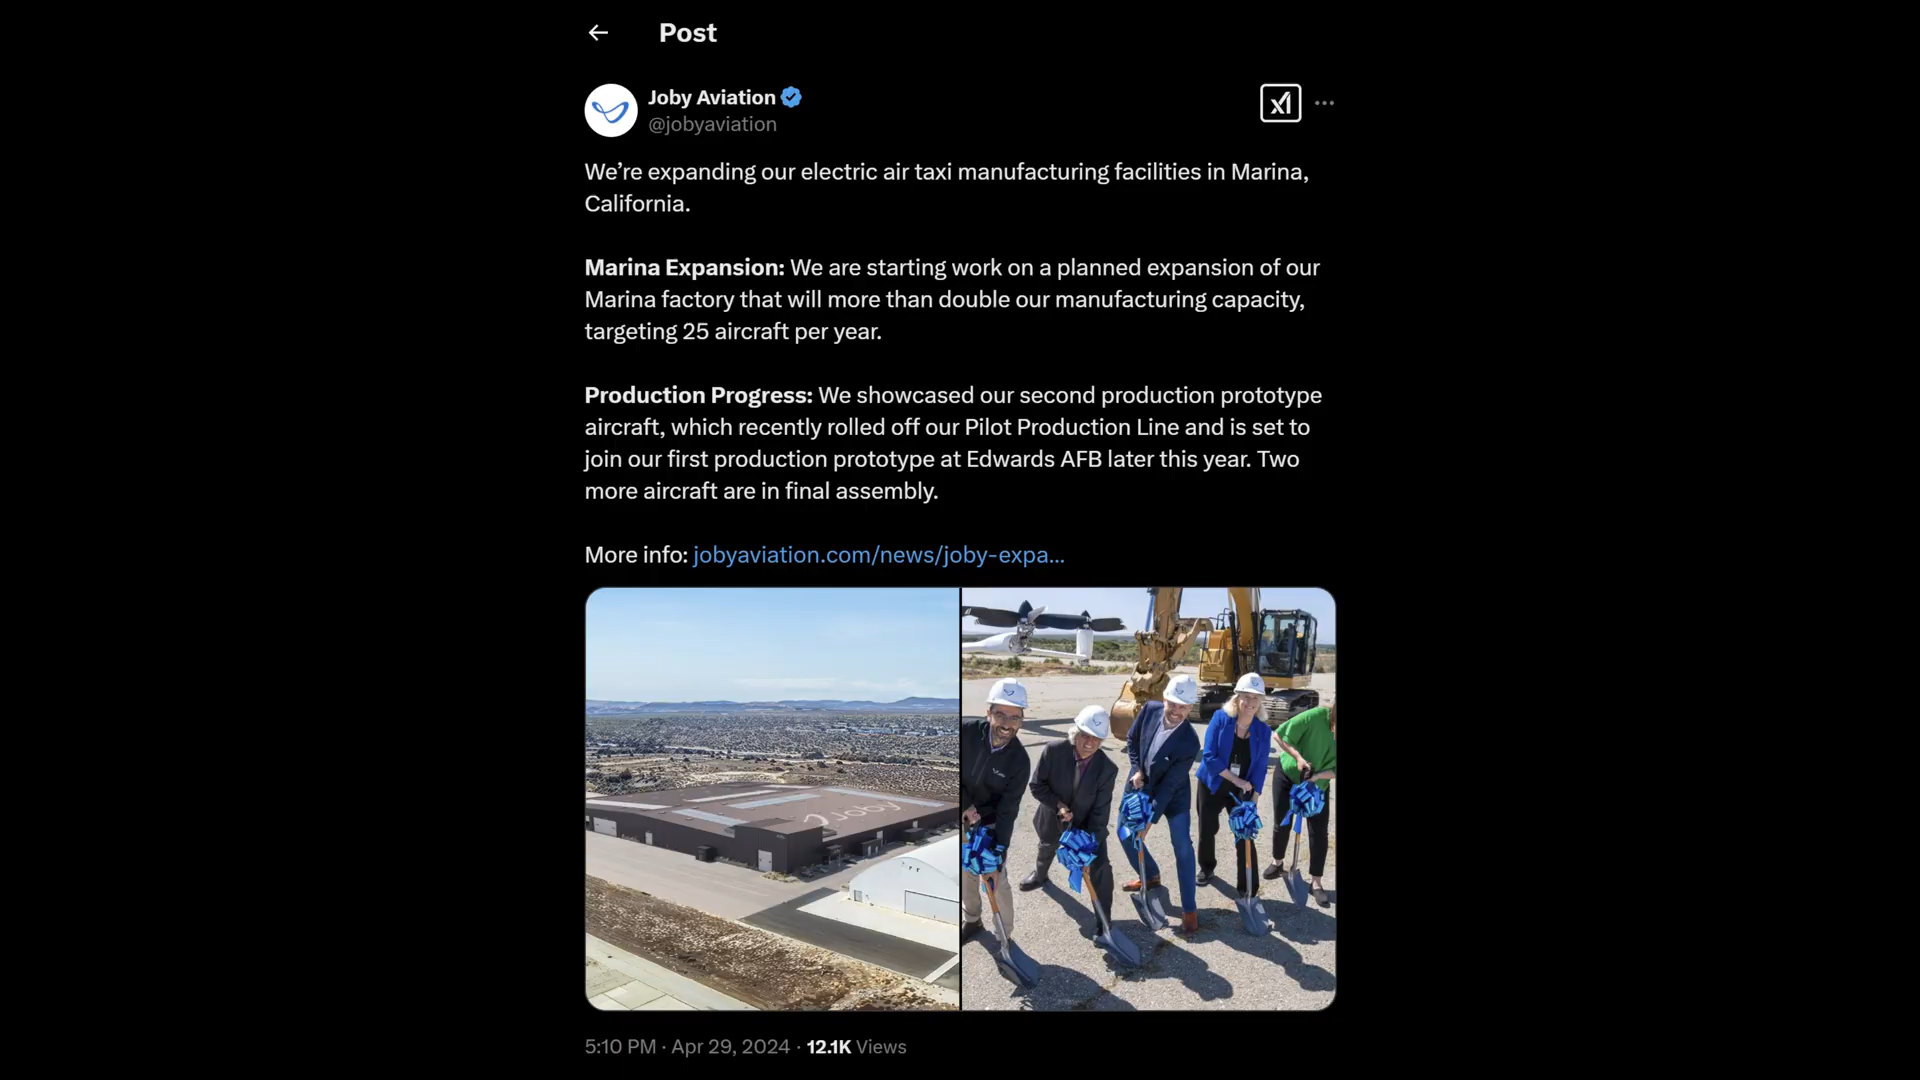 Post
Joby Aviation
@jobyaviation
We’re expanding our electric air taxi manufacturing facilities in Marina,
California.
Marina Expansion: We are starting work on a planned expansion of our
Marina factory that will more than double our manufacturing capacity,
targeting 25 aircraft per year.
Production Progress: We showcased our second production prototype
aircraft, which recently rolled off our Pilot Production Line and is set to
join our first production prototype at Edwards AFB later this year. Two
more aircraft are in final assembly.
More info: jobyaviation.com/news/joby-expa…
Joby
5:10 PM · Apr 29, 2024 · 12.1K Views